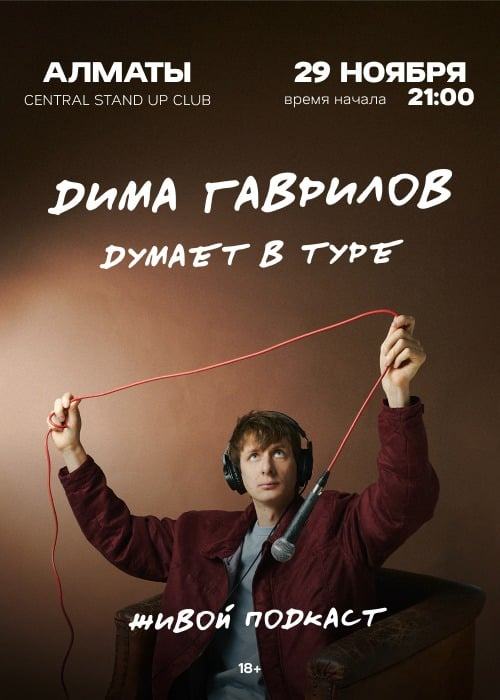 АЛМАТЫ
CENTRAL STAND UP CLUB
29 НОЯБРЯ
время начала 21:00
ДИМА ГАВРИЛОВ
ДУМАЕТ В ТУРЕ
ЖИВОЙ ПОДКАСТ
18+